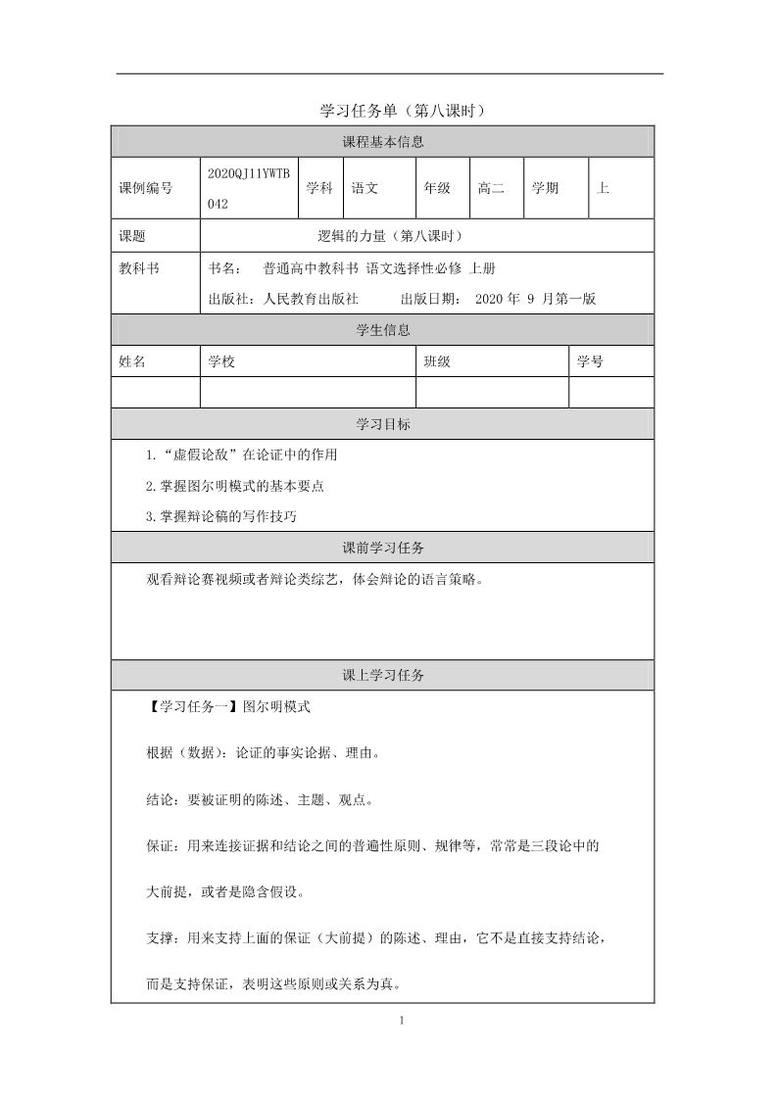 学习任务单（第八课时）
课程基本信息
课例编号 2020QJ11YWTB042 学科 语文 年级 高二 学期 上
课题 逻辑的力量（第八课时）
教科书 书名： 普通高中教科书 语文选择性必修 上册
出版社：人民教育出版社 出版日期： 2020 年 9 月第一版
学生信息
姓名 学校 班级 学号
学习目标
1.“虚假论敌”在论证中的作用
2.掌握图尔明模式的基本要点
3.掌握辩论稿的写作技巧
课前学习任务
观看辩论赛视频或者辩论类综艺，体会辩论的语言策略。
课上学习任务
【学习任务一】图尔明模式
根据（数据）：论证的事实论据、理由。
结论：要被证明的陈述、主题、观点。
保证：用来连接证据和结论之间的普遍性原则、规律等，常常是三段论中的
大前提，或者是隐含假设。
支撑：用来支持上面的保证（大前提）的陈述、理由，它不是直接支持结论，
而是支持保证，表明这些原则或关系为真。
1